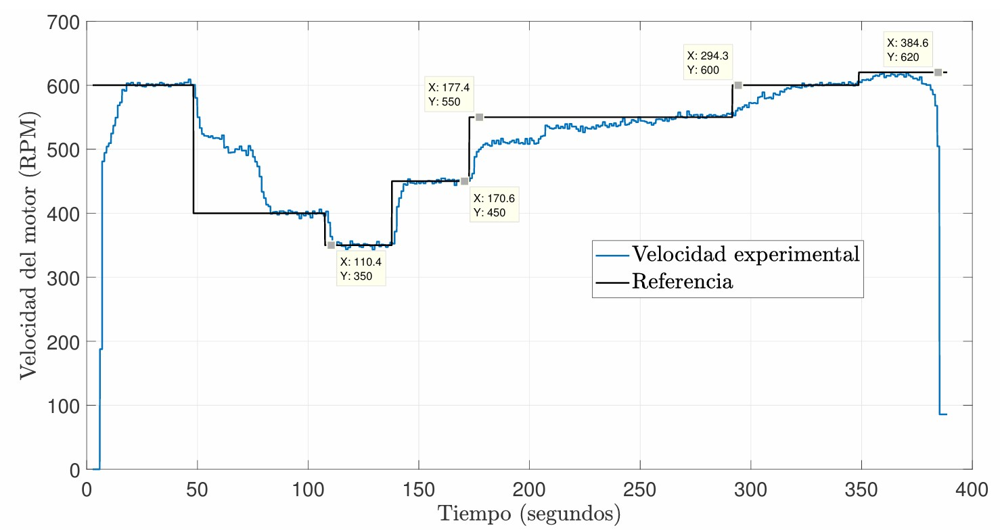 700
600
500
400
300
200
100
0
Velocidad del motor (RPM)
X: 384.6
Y: 620
X: 294.3
Y: 600
X: 177.4
Y: 550
X: 170.6
Y: 450
X: 110.4
Y: 350
Velocidad experimental
Referencia
0 50 100 150 200 250 300 350 400
Tiempo (segundos)